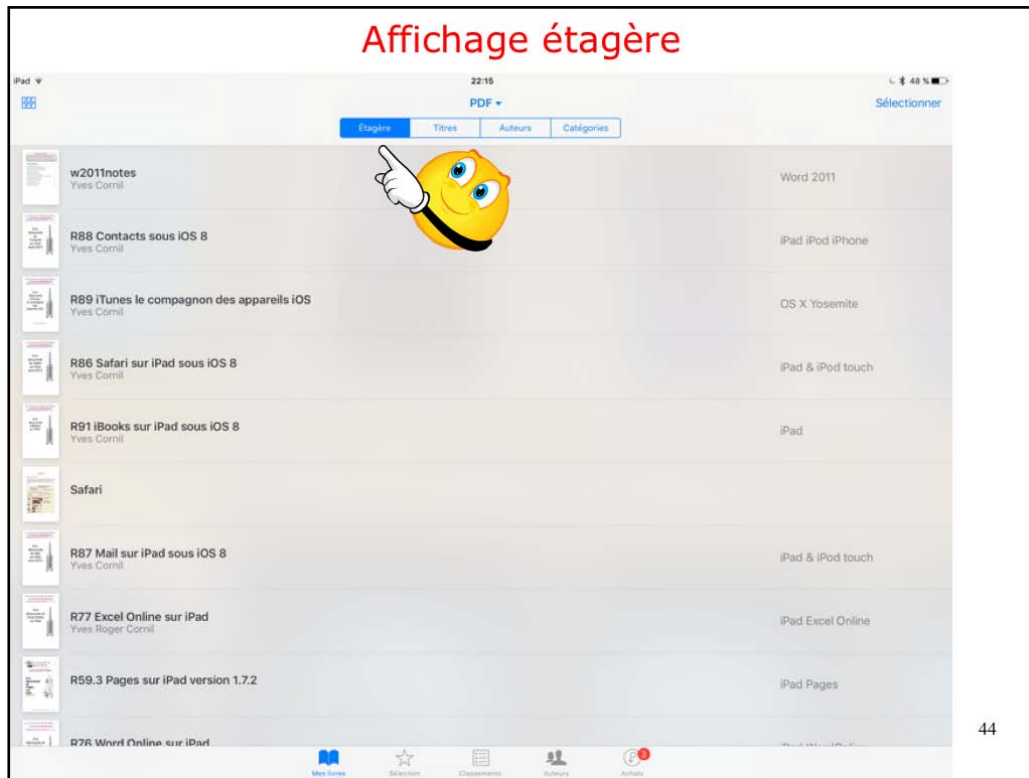 Affichage étagère
iPad 22:15 48 %
PDF Sélectionner
Étagère Titres Auteurs Catégories
w2011notes
Yves Cornil
Word 2011
R88 Contacts sous iOS 8
Yves Cornil
iPad iPod iPhone
R89 iTunes le compagnon des appareils iOS
Yves Cornil
OS X Yosemite
R86 Safari sur iPad sous iOS 8
Yves Cornil
iPad & iPod touch
R91 iBooks sur iPad sous iOS 8
Yves Cornil
iPad
Safari
R87 Mail sur iPad sous iOS 8
Yves Cornil
iPad & iPod touch
R77 Excel Online sur iPad
Yves Roger Cornil
iPad Excel Online
R59.3 Pages sur iPad version 1.7.2
iPad Pages
R76 Word Online sur iPad
Mes livres Sélection Classements Auteurs Achats
3
44